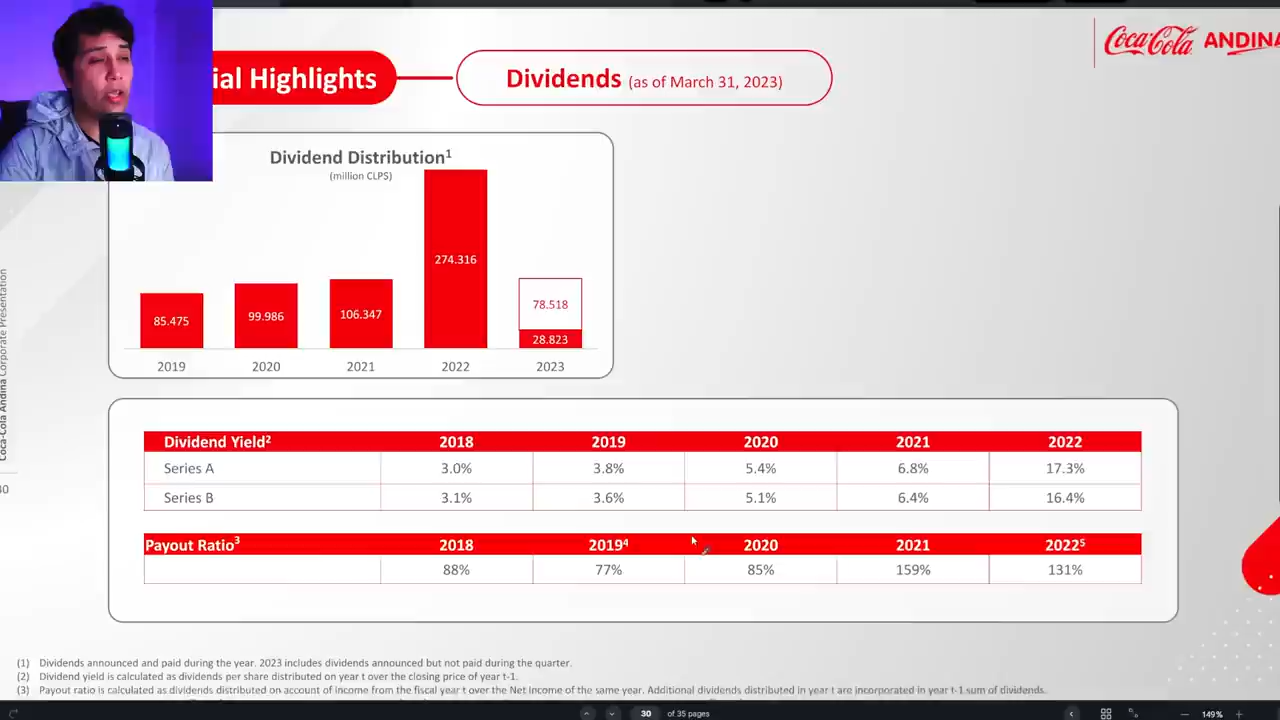 Coca-Cola ANDINA
ial Highlights
Dividends (as of March 31, 2023)
Dividend Distribution1
(million CLPS)
274.316
78.518
106.347
99.986
85.475
28.823
2019 2020 2021 2022 2023
Coca-Cola Andina Corporate Presentation
Dividend Yield2 2018 2019 2020 2021 2022
Series A 3.0% 3.8% 5.4% 6.8% 17.3%
Series B 3.1% 3.6% 5.1% 6.4% 16.4%
Payout Ratio3 2018 20194 2020 2021 20225
88% 77% 85% 159% 131%
(1) Dividends announced and paid during the year. 2023 includes dividends announced but not paid during the quarter.
(2) Dividend yield is calculated as dividends per share distributed on year t over the closing price of year t-1.
(3) Payout ratio is calculated as dividends distributed on account of income from the fiscal year t over the Net Income of the same year. Additional dividends distributed in year t are incorporated in year t-1 sum of dividends.
30 of 35 pages
149%